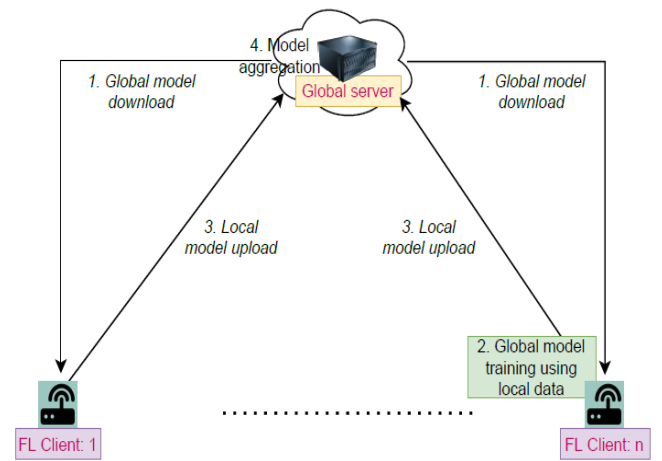 4. Model
aggregation
Global server
1. Global model
download
1. Global model
download
3. Local
model upload
3. Local
model upload
2. Global model
training using
local data
FL Client: 1
FL Client: n